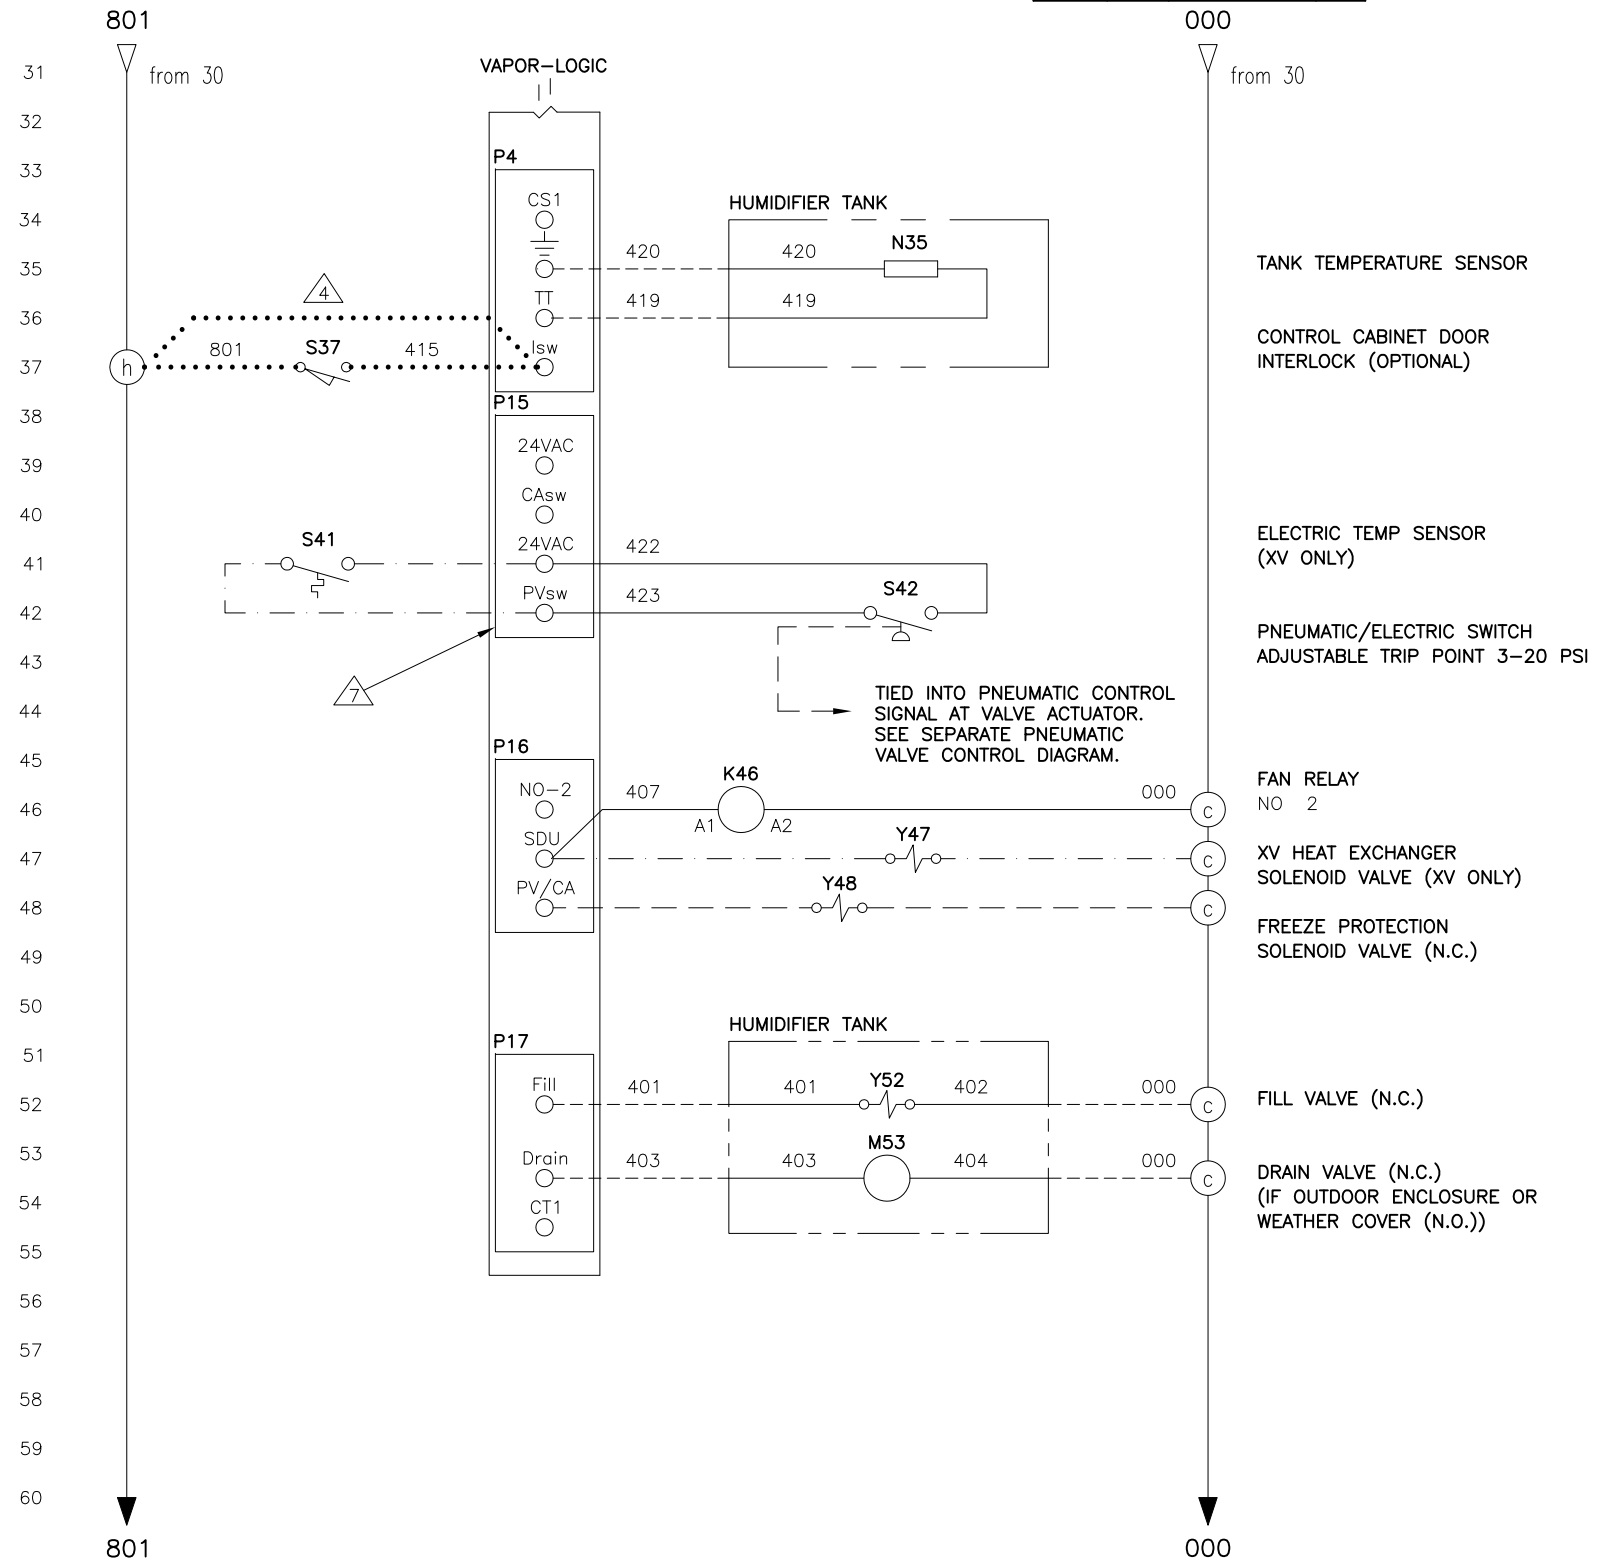 801
000
31
from 30
VAPOR-LOGIC
from 30
32
33
P4
34
CS1
HUMIDIFIER TANK
35
420
420
N35
TANK TEMPERATURE SENSOR
36
4
TT
419
419
37
h
801
S37
415
Isw
CONTROL CABINET DOOR
INTERLOCK (OPTIONAL)
38
P15
39
24VAC
40
CAsw
41
S41
24VAC
422
ELECTRIC TEMP SENSOR
(XV ONLY)
42
PVsw
423
S42
PNEUMATIC/ELECTRIC SWITCH
ADJUSTABLE TRIP POINT 3-20 PSI
43
7
44
TIED INTO PNEUMATIC CONTROL
SIGNAL AT VALVE ACTUATOR.
SEE SEPARATE PNEUMATIC
VALVE CONTROL DIAGRAM.
45
P16
46
NO-2
407
K46
A1
A2
000
c
FAN RELAY
NO 2
47
SDU
Y47
c
XV HEAT EXCHANGER
SOLENOID VALVE (XV ONLY)
48
PV/CA
Y48
c
FREEZE PROTECTION
SOLENOID VALVE (N.C.)
49
50
HUMIDIFIER TANK
51
P17
52
Fill
401
401
Y52
402
000
c
FILL VALVE (N.C.)
53
Drain
403
403
M53
404
000
c
DRAIN VALVE (N.C.)
(IF OUTDOOR ENCLOSURE OR
WEATHER COVER (N.O.))
54
CT1
55
56
57
58
59
60
801
000